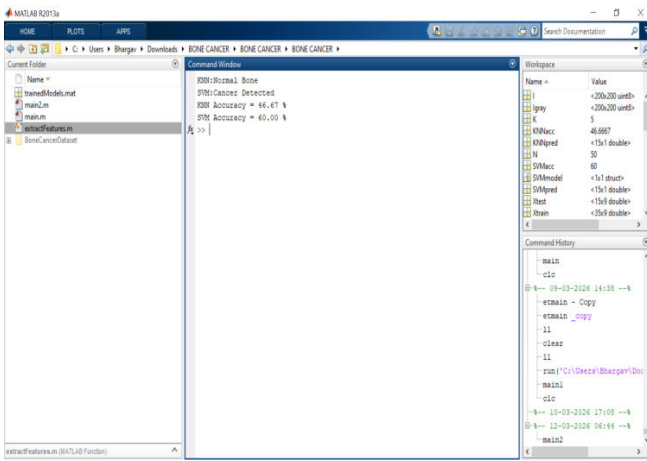 MATLAB R2013a
HOME PLOTS APPS Search Documentation
C: Users Bhargav Downloads BONE CANCER BONE CANCER BONE CANCER
Current Folder
Name
trainedModels.mat
main2.m
main.m
extractFeatures.m
BoneCancerDataset
extractFeatures.m (MATLAB Function)
Command Window
KNN:Normal Bone
SVM:Cancer Detected
KNN Accuracy = 46.67 %
SVM Accuracy = 60.00 %
fx >>
Workspace
Name Value
I <200x200 uint8>
Igray <200x200 uint8>
K 5
KNNacc 46.6667
KNNpred <15x1 double>
N 50
SVMacc 60
SVMmodel <1x1 struct>
SVMpred <15x1 double>
Xtest <15x9 double>
Xtrain <35x9 double>
Command History
main
clc
%-- 09-03-2026 14:38 --%
etmain - Copy
etmain _copy
ll
clear
ll
run('C:\Users\Bhargav\Doc
main1
clc
%-- 10-03-2026 17:08 --%
%-- 12-03-2026 06:44 --%
main2